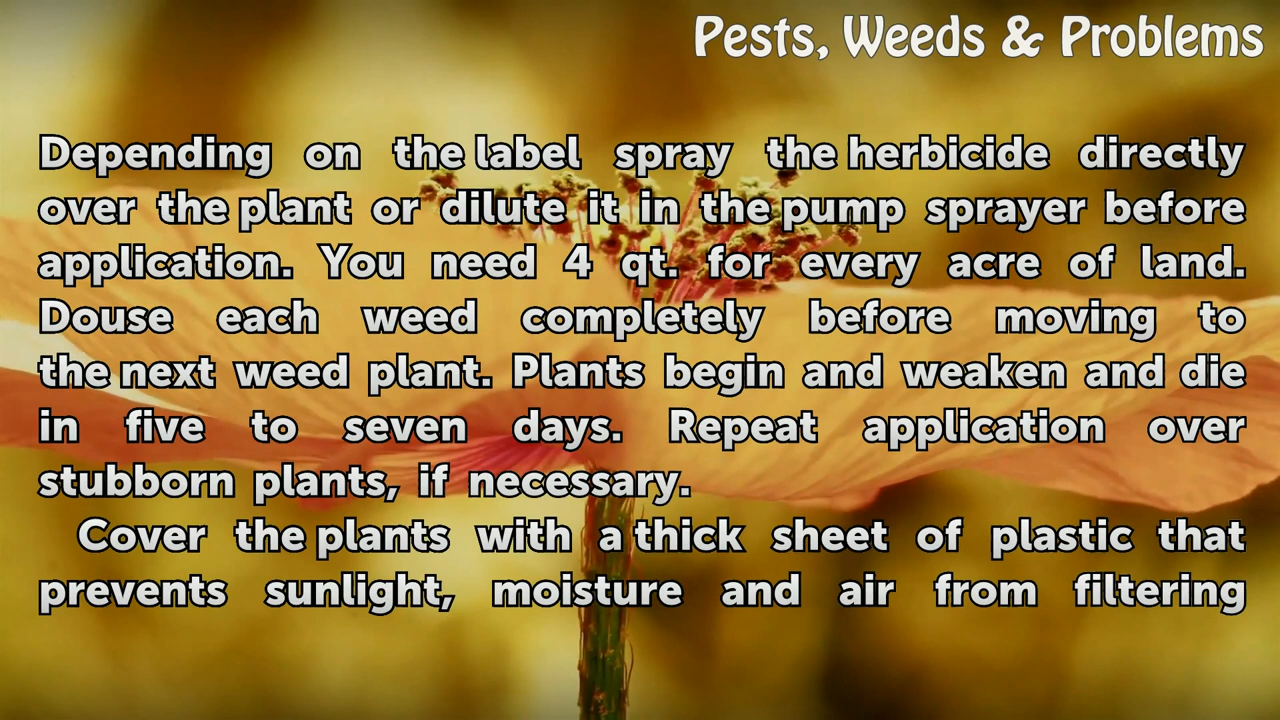 Pests, Weeds & Problems
Depending on the label spray the herbicide directly
over the plant or dilute it in the pump sprayer before
application. You need 4 qt. for every acre of land.
Douse each weed completely before moving to
the next weed plant. Plants begin and weaken and die
in five to seven days. Repeat application over
stubborn plants, if necessary.
Cover the plants with a thick sheet of plastic that
prevents sunlight, moisture and air from filtering